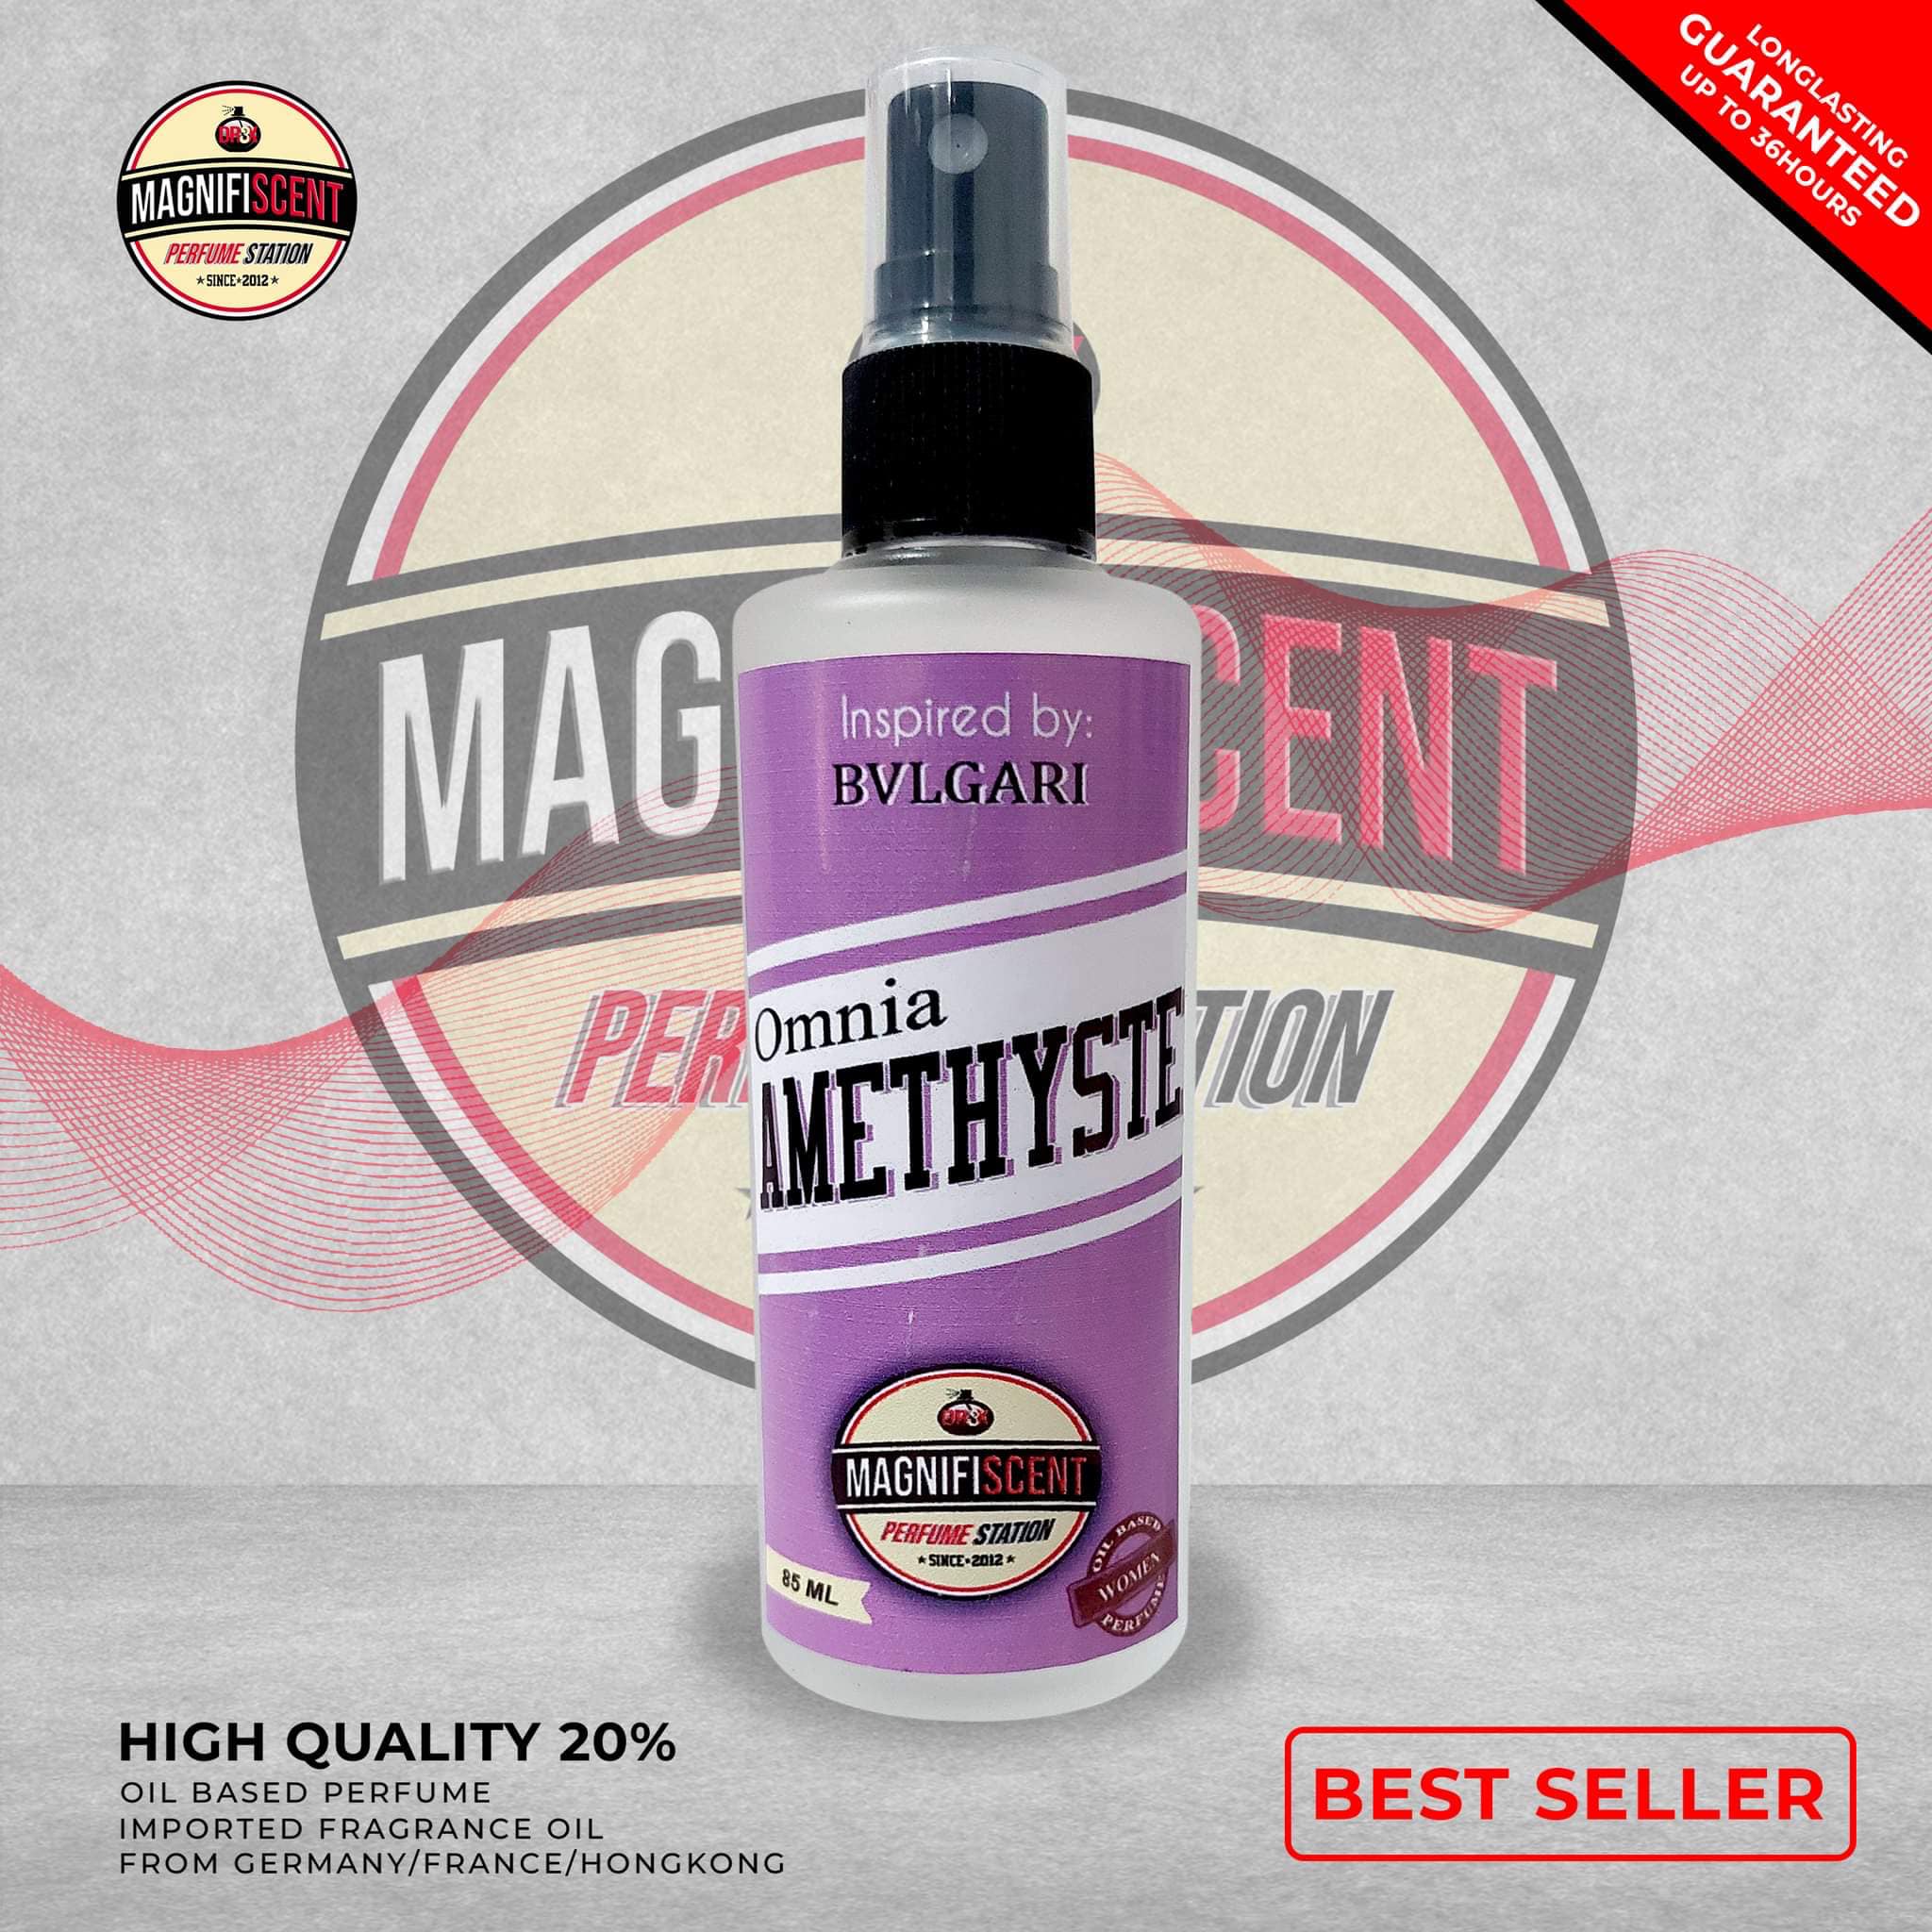 LONGLASTING
GUARANTEED
UP TO 36HOURS
DR3X
MAGNIFISCENT
PERFUME STATION
★SINCE★2012★
MAG CENT
PER TION
Inspired by:
BVLGARI
Omnia
AMETHYSTE
DR3X
MAGNIFISCENT
PERFUME STATION
★SINCE★2012★
85 ML
OIL BASED
WOMEN
PERFUME
HIGH QUALITY 20%
OIL BASED PERFUME
IMPORTED FRAGRANCE OIL
FROM GERMANY/FRANCE/HONGKONG
BEST SELLER